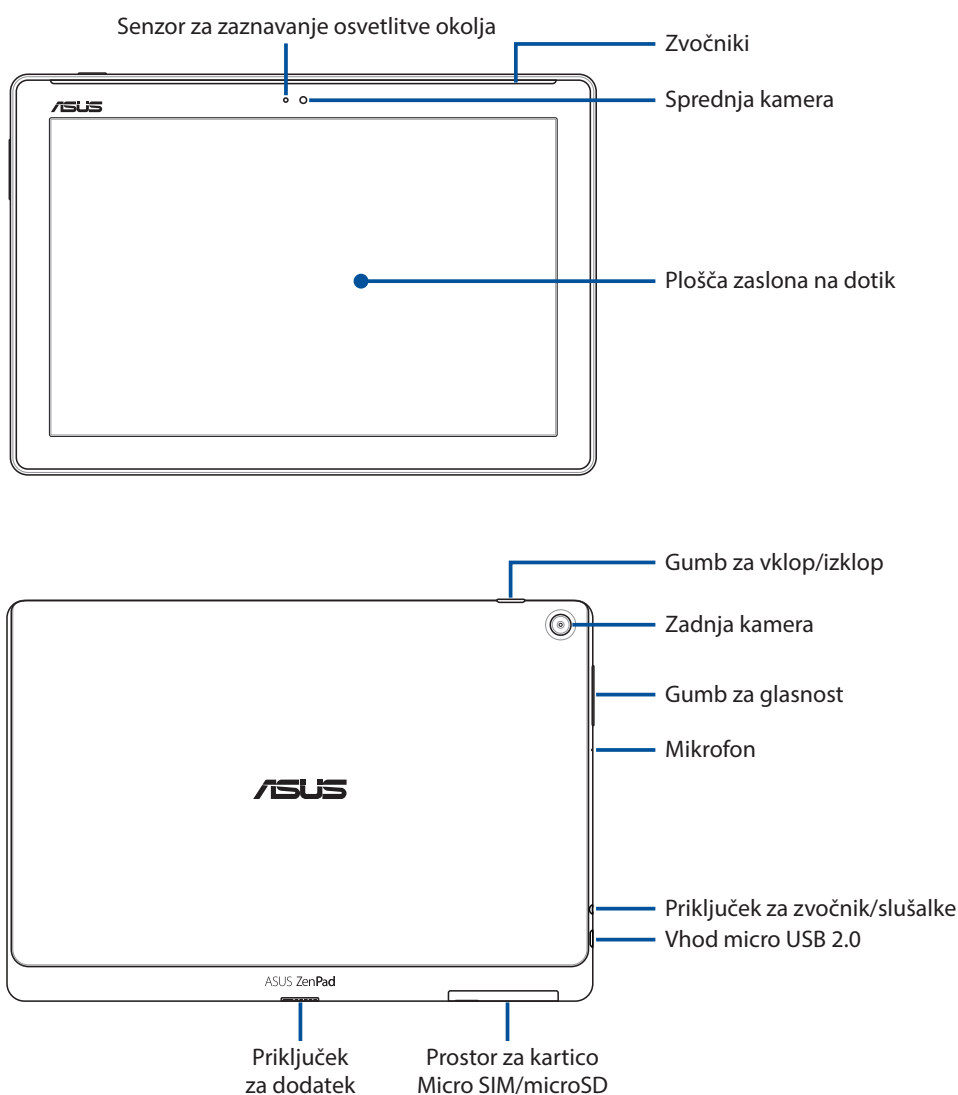 Senzor za zaznavanje osvetlitve okolja
Zvočniki
Sprednja kamera
ASUS
Plošča zaslona na dotik
Gumb za vklop/izklop
Zadnja kamera
Gumb za glasnost
Mikrofon
ASUS
Priključek za zvočnik/slušalke
Vhod micro USB 2.0
ASUS ZenPad
Priključek
za dodatek
Prostor za kartico
Micro SIM/microSD